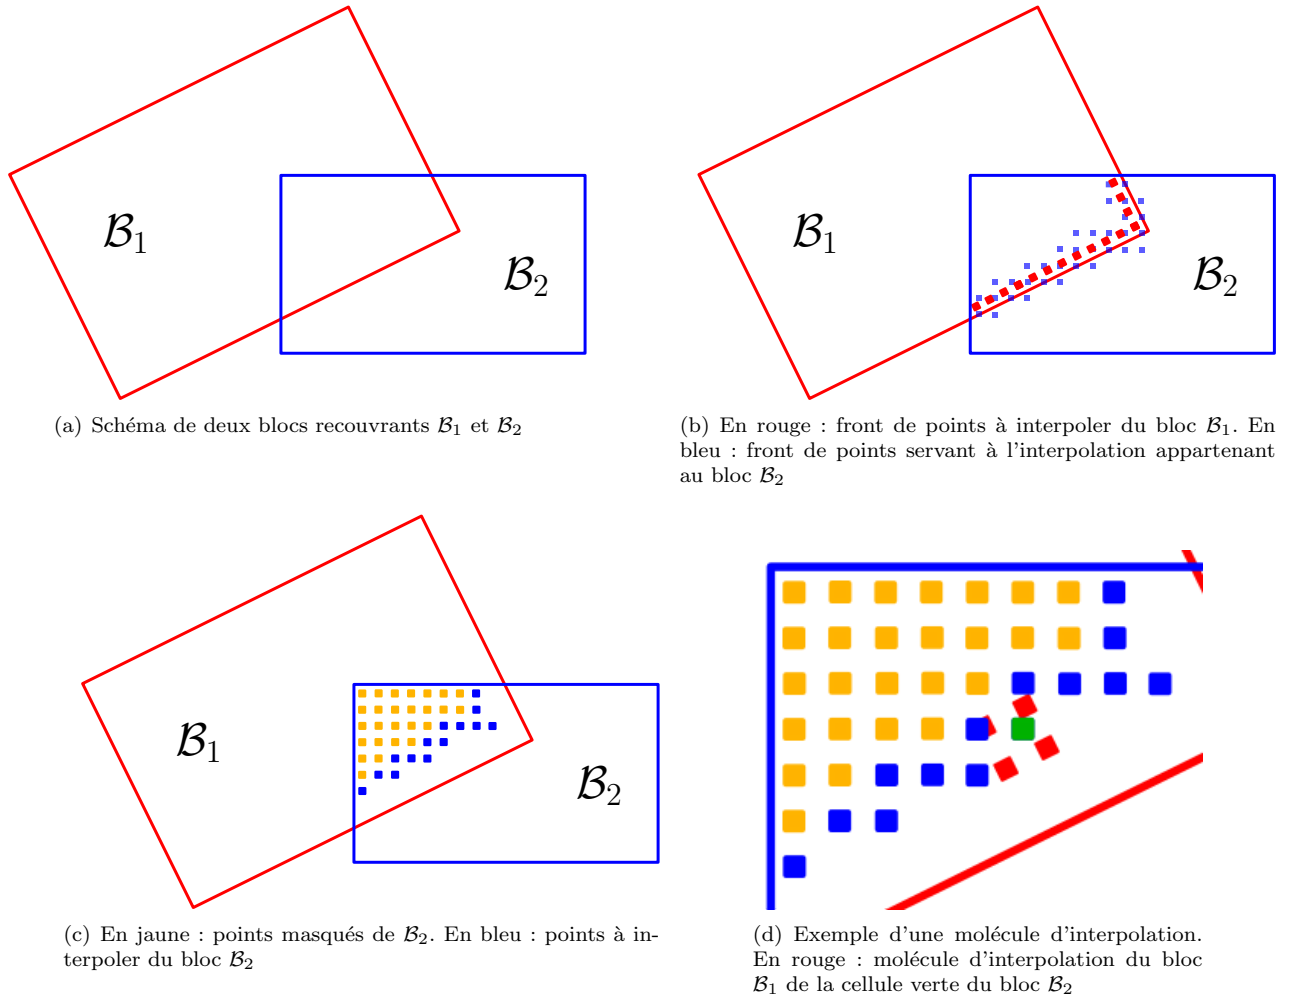 B1
B2
B1
B2
(a) Schéma de deux blocs recouvrants B1 et B2
(b) En rouge : front de points à interpoler du bloc B1. En
bleu : front de points servant à l'interpolation appartenant
au bloc B2
B1
B2
(c) En jaune : points masqués de B2. En bleu : points à in-
terpoler du bloc B2
(d) Exemple d'une molécule d'interpolation.
En rouge : molécule d'interpolation du bloc
B1 de la cellule verte du bloc B2